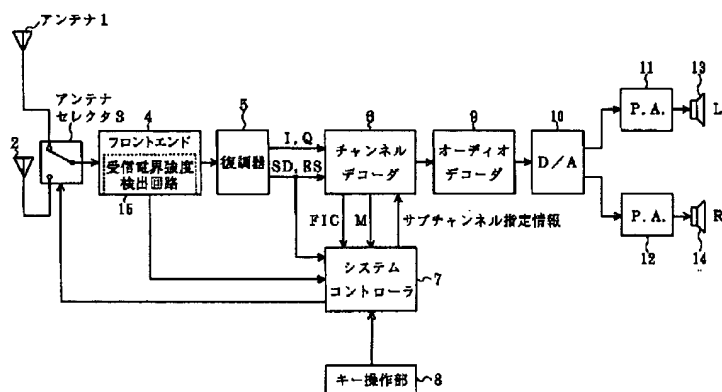 アンテナ1
アンテナ
セレクタ3
2
4
フロントエンド
受信電界強度
検出回路
15
5
復調器
I,Q
SD,RS
6
チャンネル
デコーダ
9
オーディオ
デコーダ
10
D/A
11
P.A.
13
L
12
P.A.
14
R
FIC
M
サブチャンネル指定情報
システム
コントローラ
7
キー操作部
8